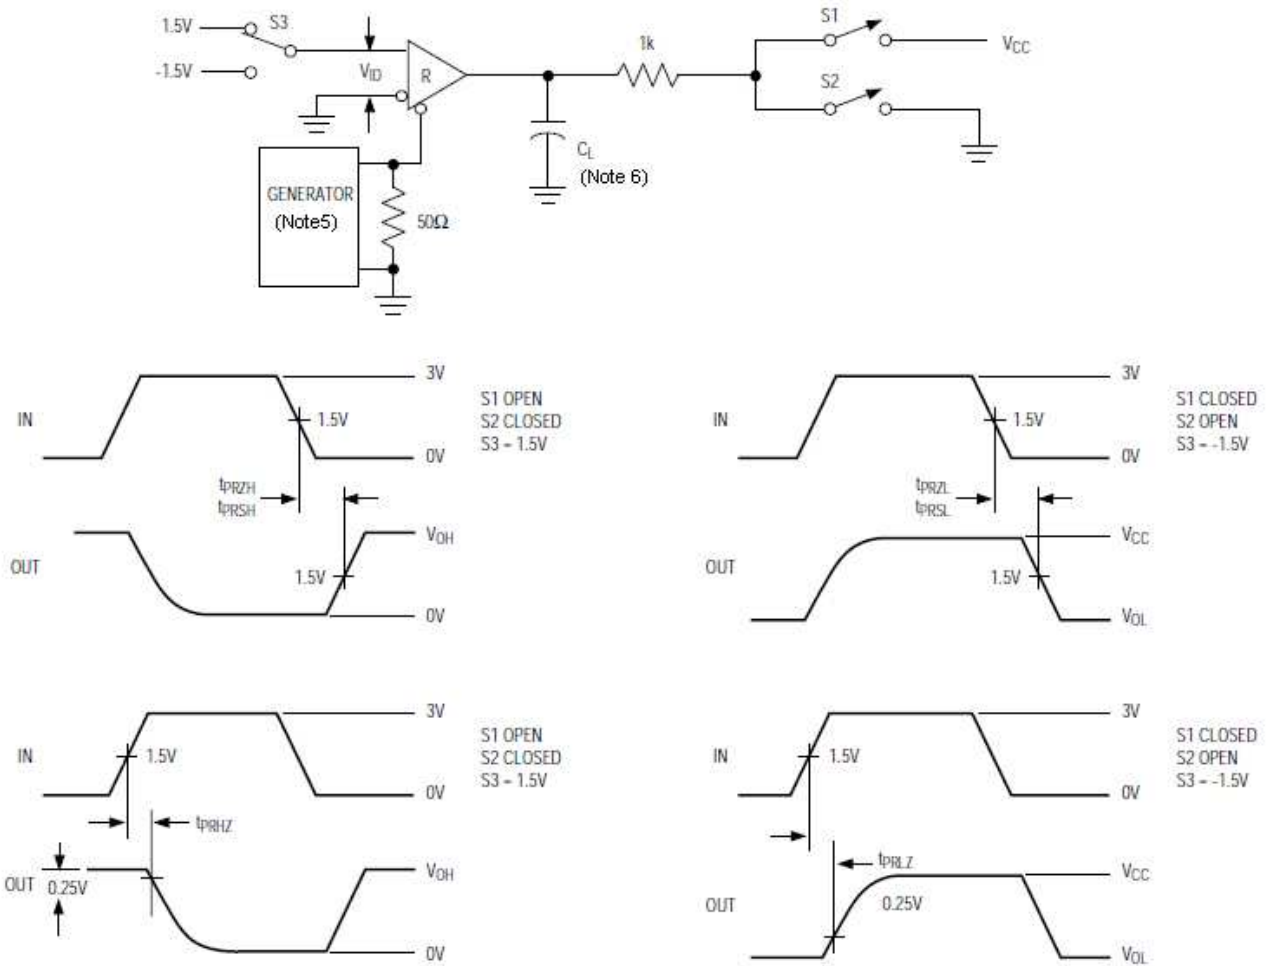 1.5V
S3
-1.5V
VID
R
1k
S1
VCC
S2
CL
(Note 6)
GENERATOR
(Note5)
50Ω
IN
3V
1.5V
0V
S1 OPEN
S2 CLOSED
S3 = 1.5V
tPRZH
tPRSH
OUT
VOH
1.5V
0V
IN
3V
1.5V
0V
S1 CLOSED
S2 OPEN
S3 = -1.5V
tPRZL
tPRSL
OUT
VCC
1.5V
VOL
IN
3V
1.5V
0V
S1 OPEN
S2 CLOSED
S3 = 1.5V
tPRHZ
OUT
0.25V
VOH
0V
IN
3V
1.5V
0V
S1 CLOSED
S2 OPEN
S3 = -1.5V
tPRLZ
OUT
VCC
0.25V
VOL